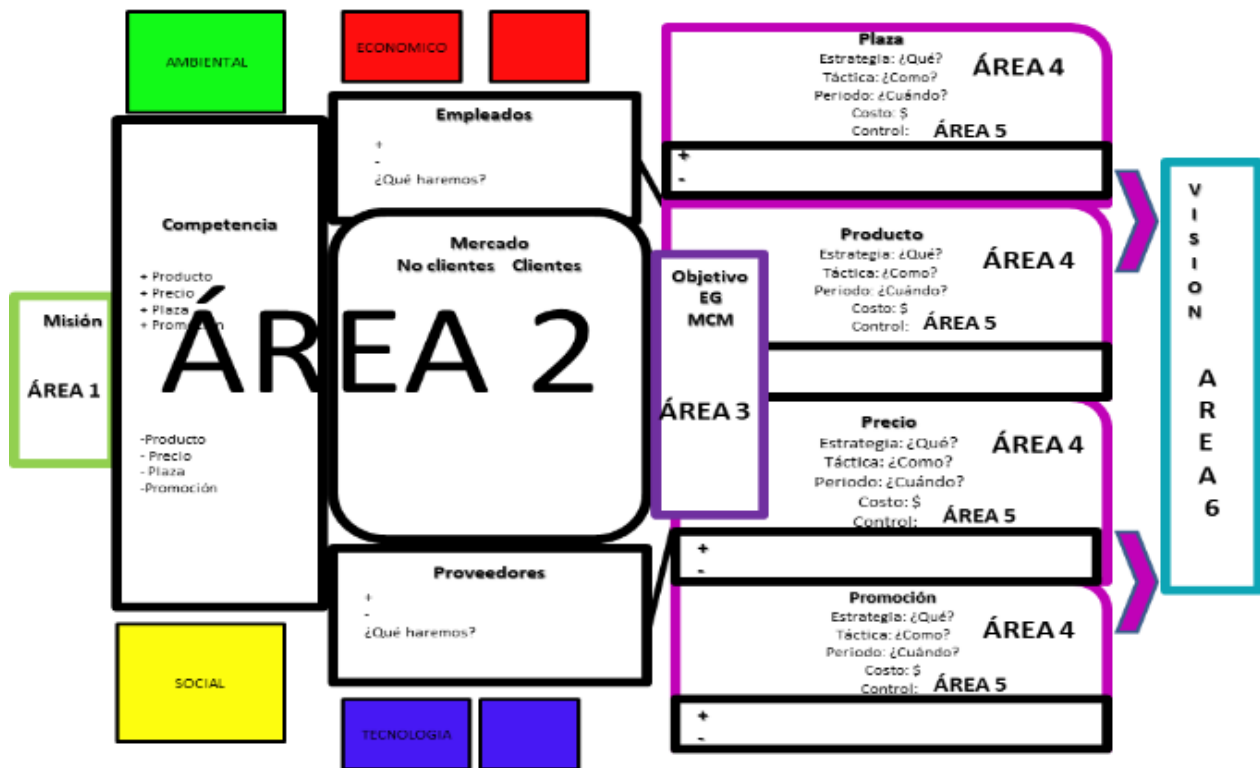 AMBIENTAL
ECONOMICO
Empleados
+
-
¿Qué haremos?
Competencia
+ Producto
+ Precio
+ Plaza
+ Promoción
-Producto
- Precio
- Plaza
-Promoción
Misión
ÁREA 1
Mercado
No clientes Clientes
ÁREA 2
Proveedores
+
-
¿Qué haremos?
SOCIAL
TECNOLOGIA
Objetivo
EG
MCM
ÁREA 3
Plaza
Estrategia: ¿Qué?
Táctica: ¿Como?
Periodo: ¿Cuándo?
Costo: $
Control:
ÁREA 4
ÁREA 5
+
-
Producto
Estrategia: ¿Qué?
Táctica: ¿Como?
Periodo: ¿Cuándo?
Costo: $
Control:
ÁREA 4
ÁREA 5
Precio
Estrategia: ¿Qué?
Táctica: ¿Como?
Periodo: ¿Cuándo?
Costo: $
Control:
ÁREA 4
ÁREA 5
+
-
Promoción
Estrategia: ¿Qué?
Táctica: ¿Como?
Periodo: ¿Cuándo?
Costo: $
Control:
ÁREA 4
ÁREA 5
+
-
VISION
AREA 6